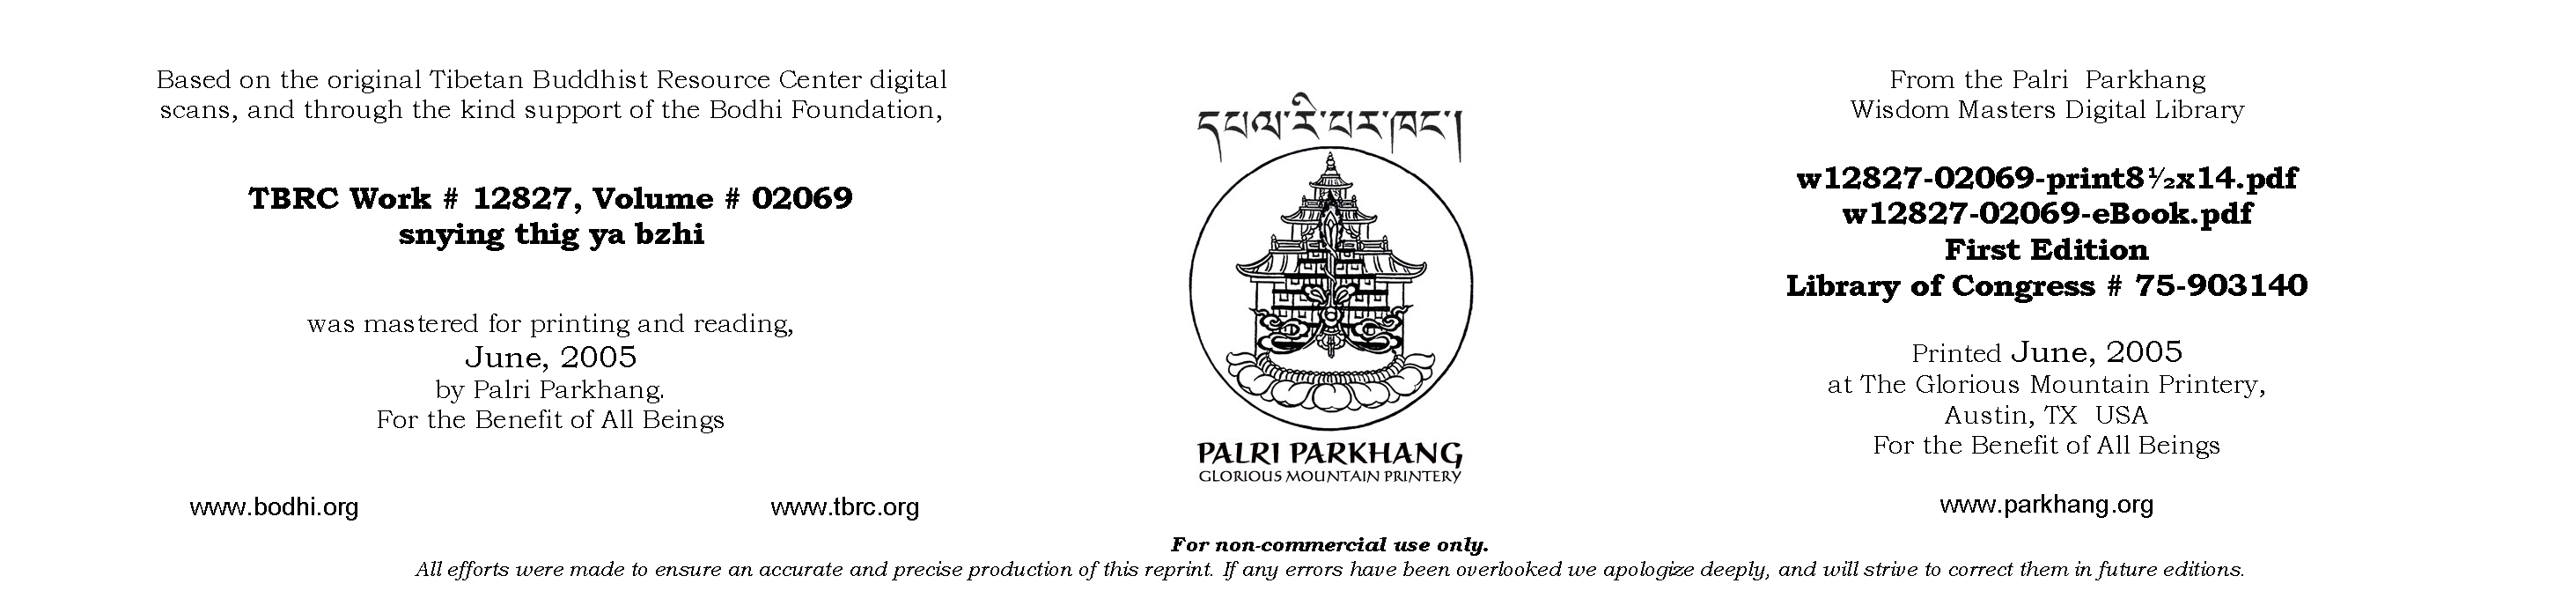 Based on the original Tibetan Buddhist Resource Center digital
scans, and through the kind support of the Bodhi Foundation,
TBRC Work # 12827, Volume # 02069
snying thig ya bzhi
was mastered for printing and reading,
June, 2005
by Palri Parkhang.
For the Benefit of All Beings
www.bodhi.org
www.tbrc.org
དཔལ་རི་པར་ཁང་།
PALRI PARKHANG
GLORIOUS MOUNTAIN PRINTERY
From the Palri Parkhang
Wisdom Masters Digital Library
w12827-02069-print8½x14.pdf
w12827-02069-eBook.pdf
First Edition
Library of Congress # 75-903140
Printed June, 2005
at The Glorious Mountain Printery,
Austin, TX USA
For the Benefit of All Beings
www.parkhang.org
For non-commercial use only.
All efforts were made to ensure an accurate and precise production of this reprint. If any errors have been overlooked we apologize deeply, and will strive to correct them in future editions.